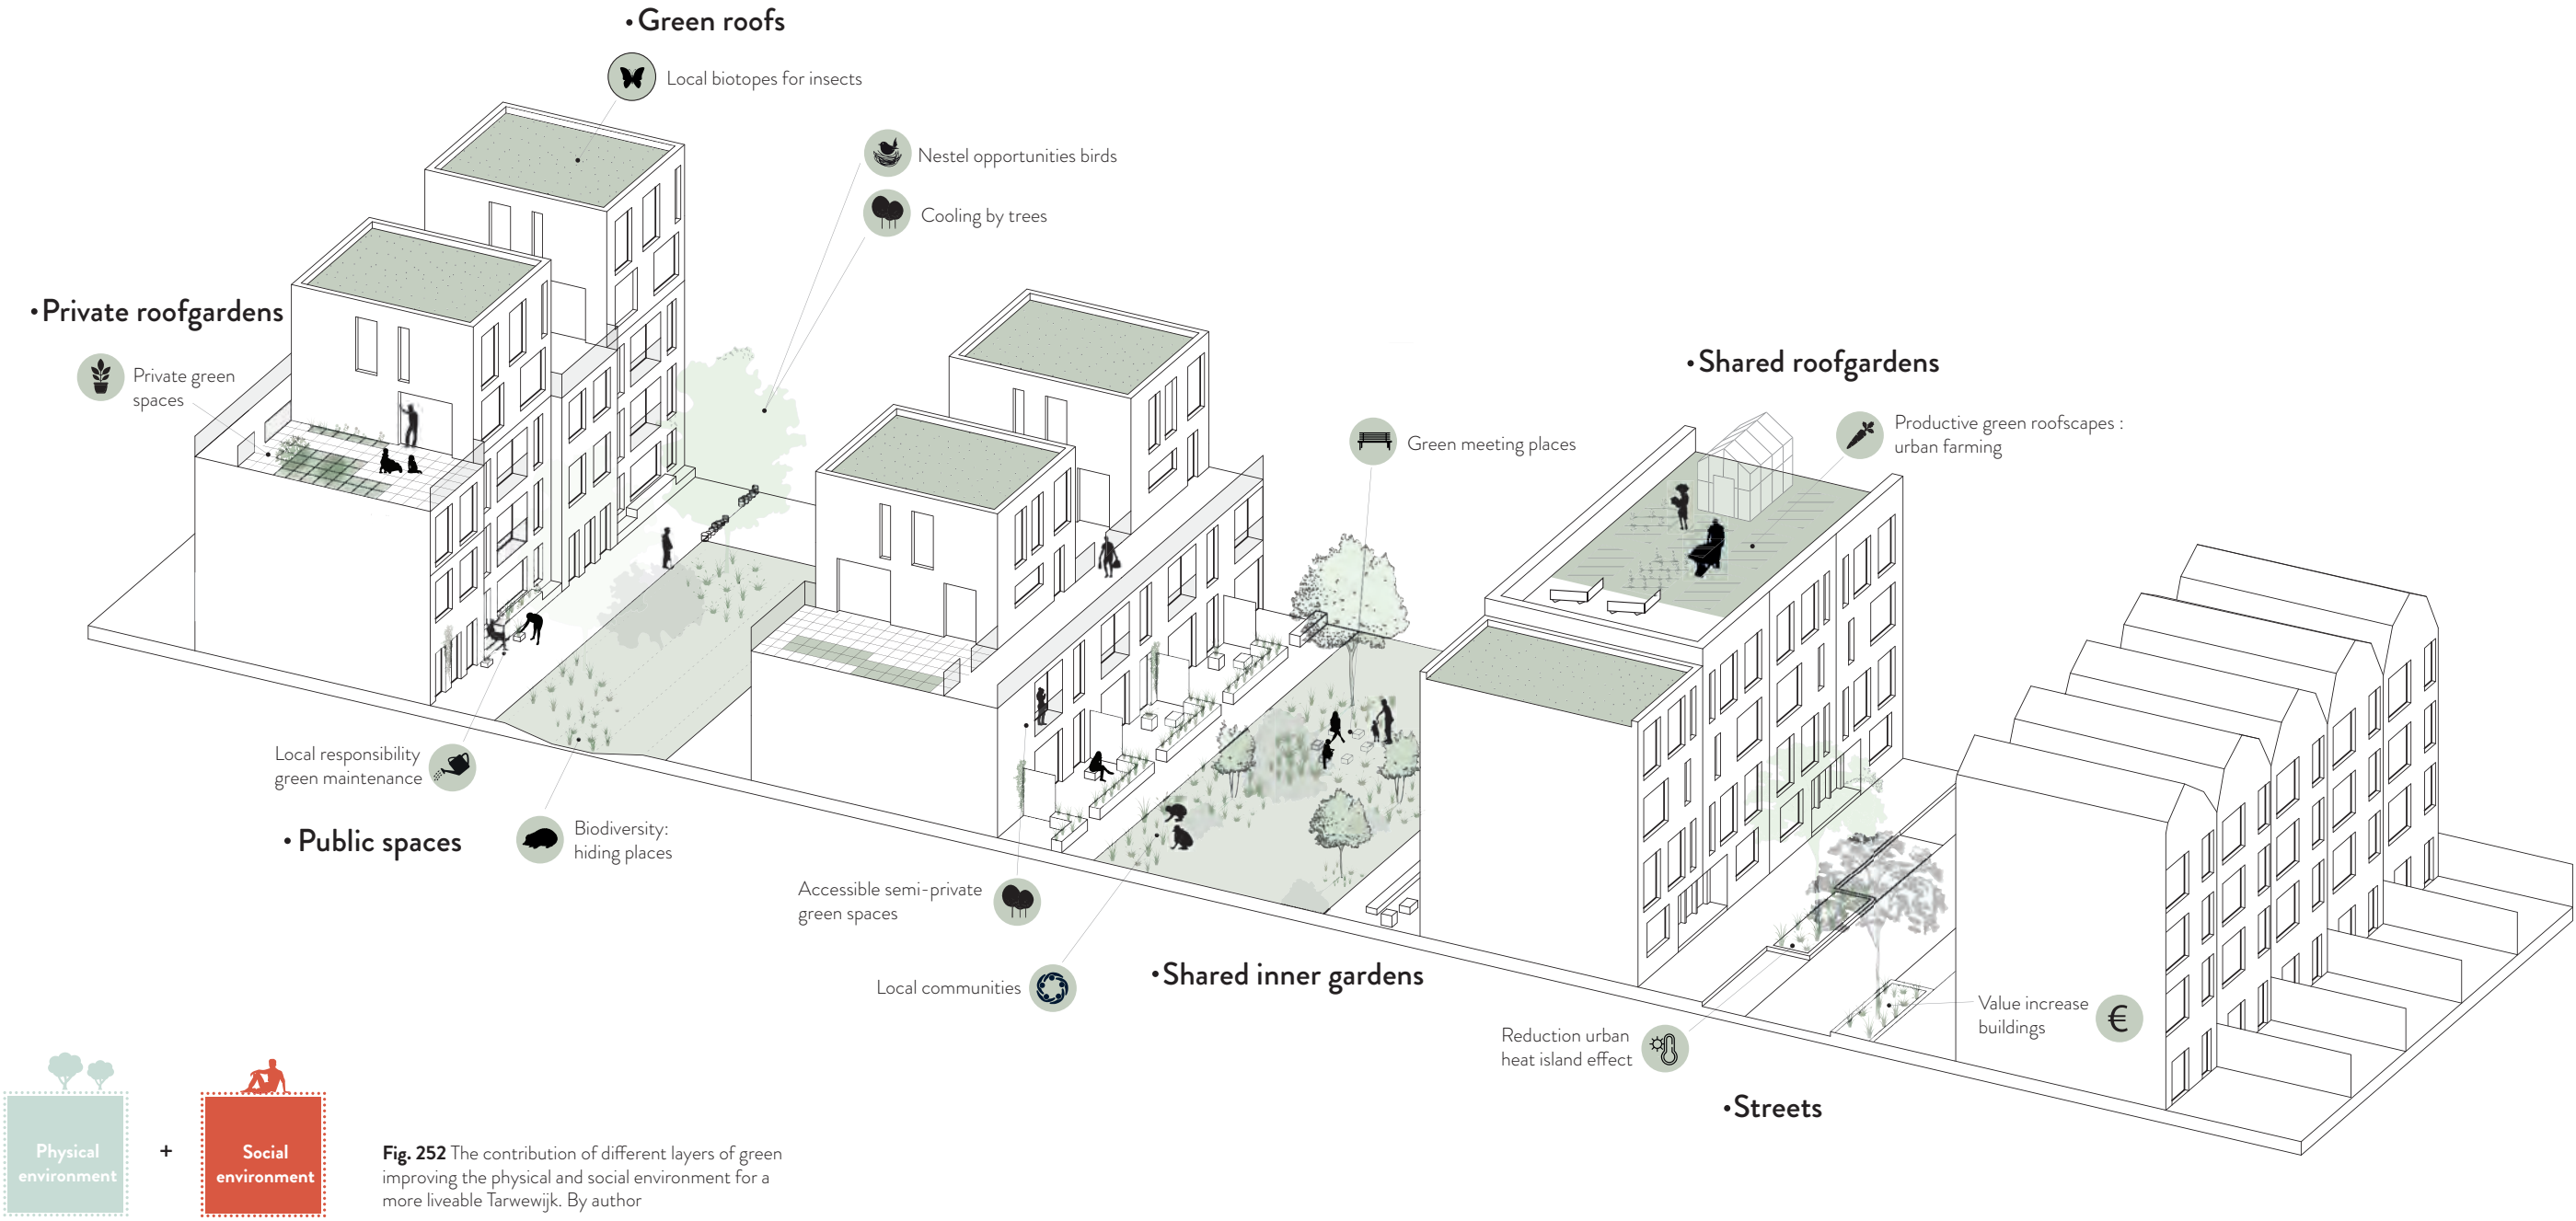 • Green roofs
Local biotopes for insects
Nestel opportunities birds
Cooling by trees
• Private roofgardens
Private green
spaces
• Shared roofgardens
Productive green roofscapes :
urban farming
Green meeting places
Local responsibility
green maintenance
• Public spaces
Biodiversity:
hiding places
Accessible semi-private
green spaces
Local communities
• Shared inner gardens
Reduction urban
heat island effect
Value increase
buildings
€
• Streets
Physical
environment
+
Social
environment
Fig. 252 The contribution of different layers of green
improving the physical and social environment for a
more liveable Tarwewijk. By author